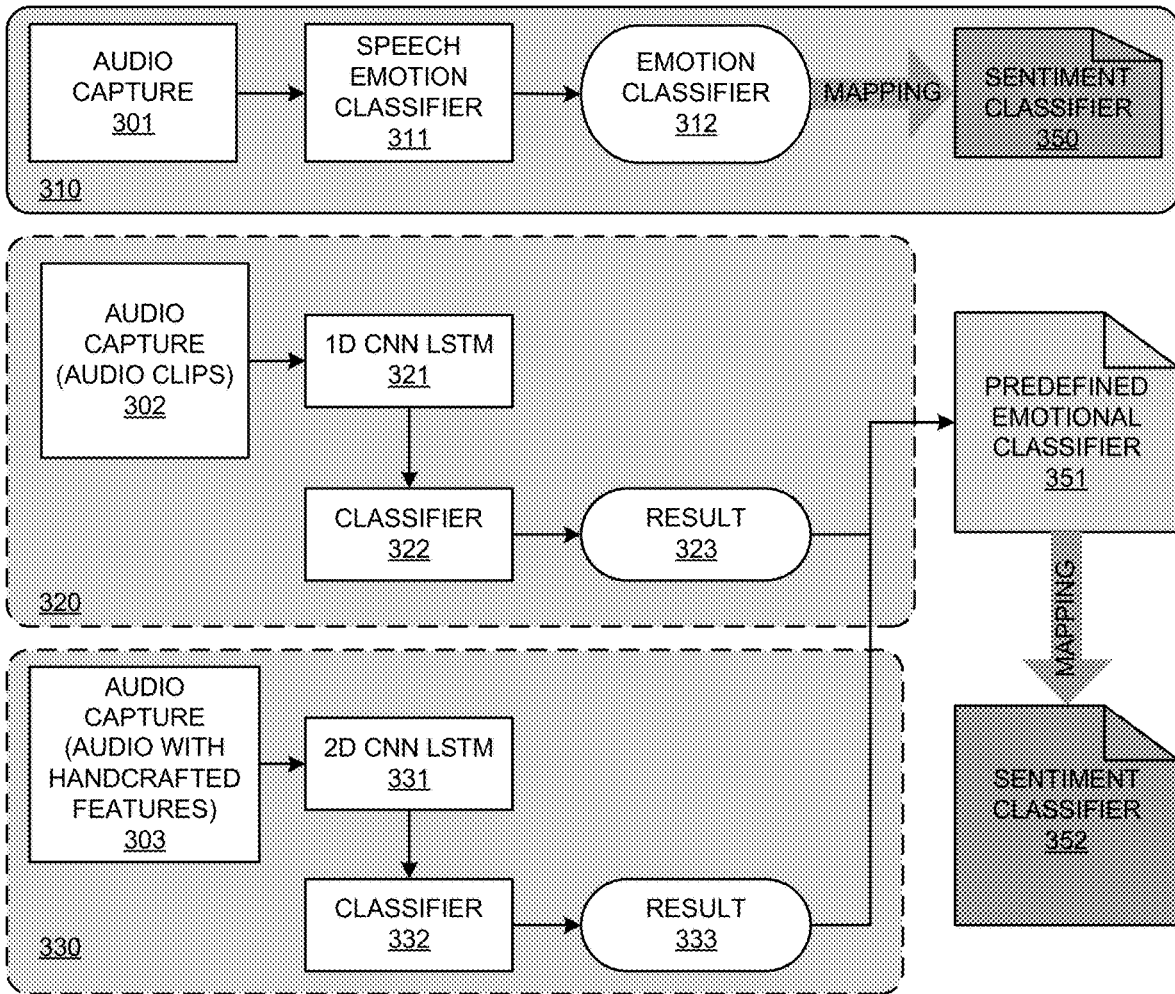 AUDIO
CAPTURE
301
SPEECH
EMOTION
CLASSIFIER
311
EMOTION
CLASSIFIER
312
MAPPING
SENTIMENT
CLASSIFIER
350
310
AUDIO
CAPTURE
(AUDIO CLIPS)
302
1D CNN LSTM
321
CLASSIFIER
322
RESULT
323
320
PREDEFINED
EMOTIONAL
CLASSIFIER
351
MAPPING
AUDIO
CAPTURE
(AUDIO WITH
HANDCRAFTED
FEATURES)
303
2D CNN LSTM
331
CLASSIFIER
332
RESULT
333
330
SENTIMENT
CLASSIFIER
352